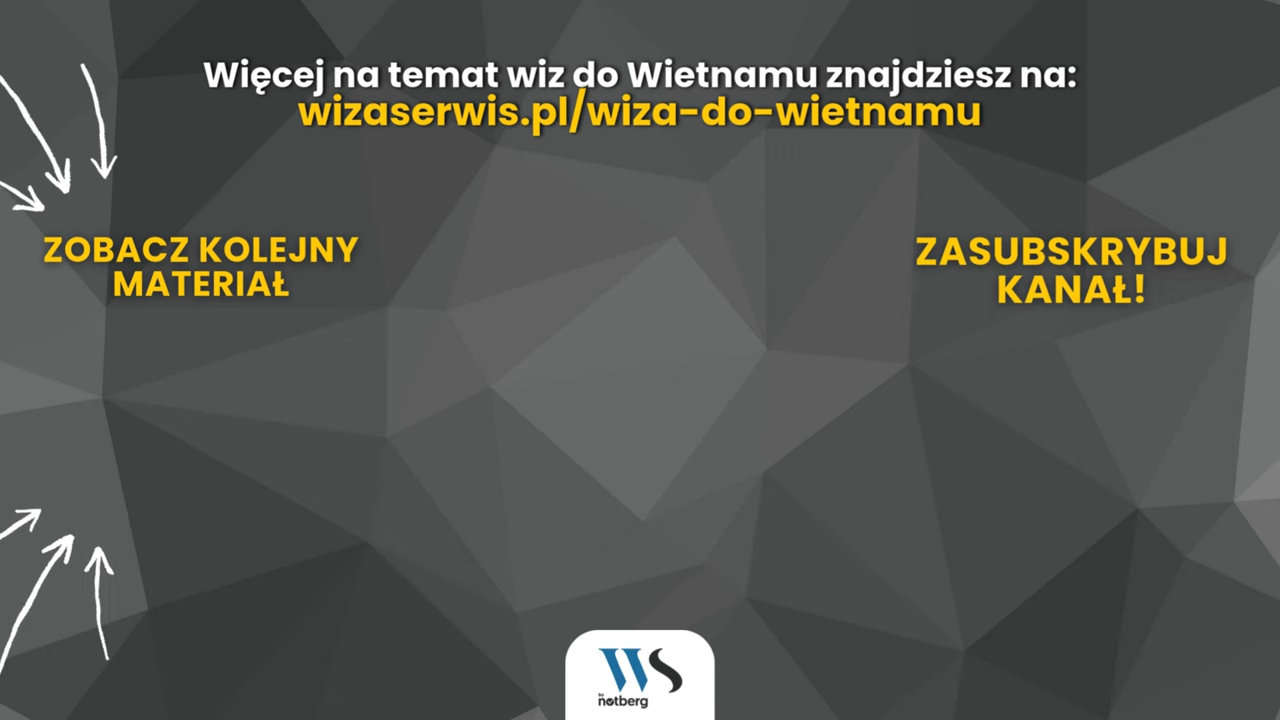 Więcej na temat wiz do Wietnamu znajdziesz na:
wizaserwis.pl/wiza-do-wietnamu
ZOBACZ KOLEJNY
MATERIAŁ
ZASUBSKRYBUJ
KANAŁ!
WS
by
notberg